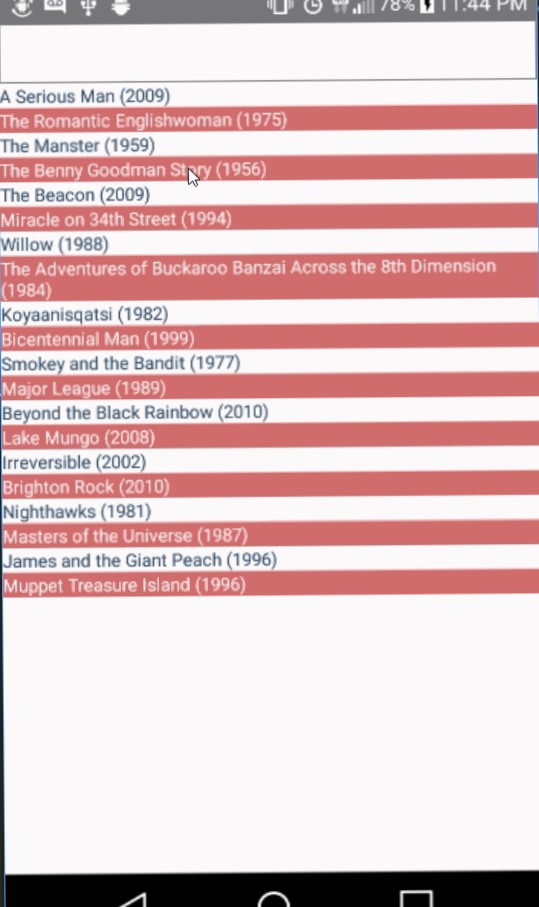 78% 11:44 PM
A Serious Man (2009)
The Romantic Englishwoman (1975)
The Manster (1959)
The Benny Goodman Story (1956)
The Beacon (2009)
Miracle on 34th Street (1994)
Willow (1988)
The Adventures of Buckaroo Banzai Across the 8th Dimension
(1984)
Koyaanisqatsi (1982)
Bicentennial Man (1999)
Smokey and the Bandit (1977)
Major League (1989)
Beyond the Black Rainbow (2010)
Lake Mungo (2008)
Irreversible (2002)
Brighton Rock (2010)
Nighthawks (1981)
Masters of the Universe (1987)
James and the Giant Peach (1996)
Muppet Treasure Island (1996)